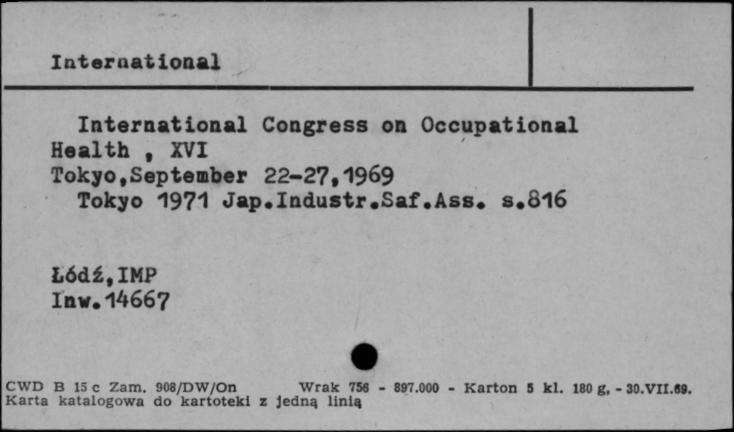 International
International Congress on Occupational
Health , XVI
Tokyo,September 22-27,1969
Tokyo 1971 Jap.Industr.Saf.Ass. s.816
Łódź,IMP
Inw.14667
CWD B 15 c Zam. 908/DW/On Wrak 756 - 897.000 - Karton 5 kl. 180 g, - 30.VII.69.
Karta katalogowa do kartoteki z jedną linią